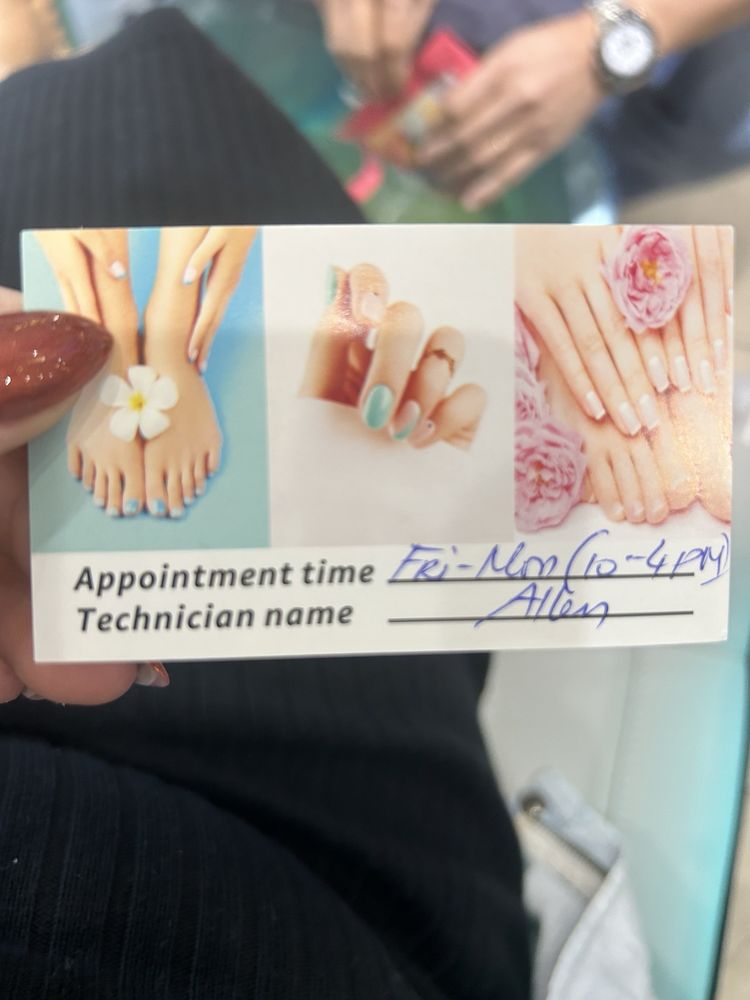 Appointment time Fri-Mon (10-4PM)
Technician name Allen